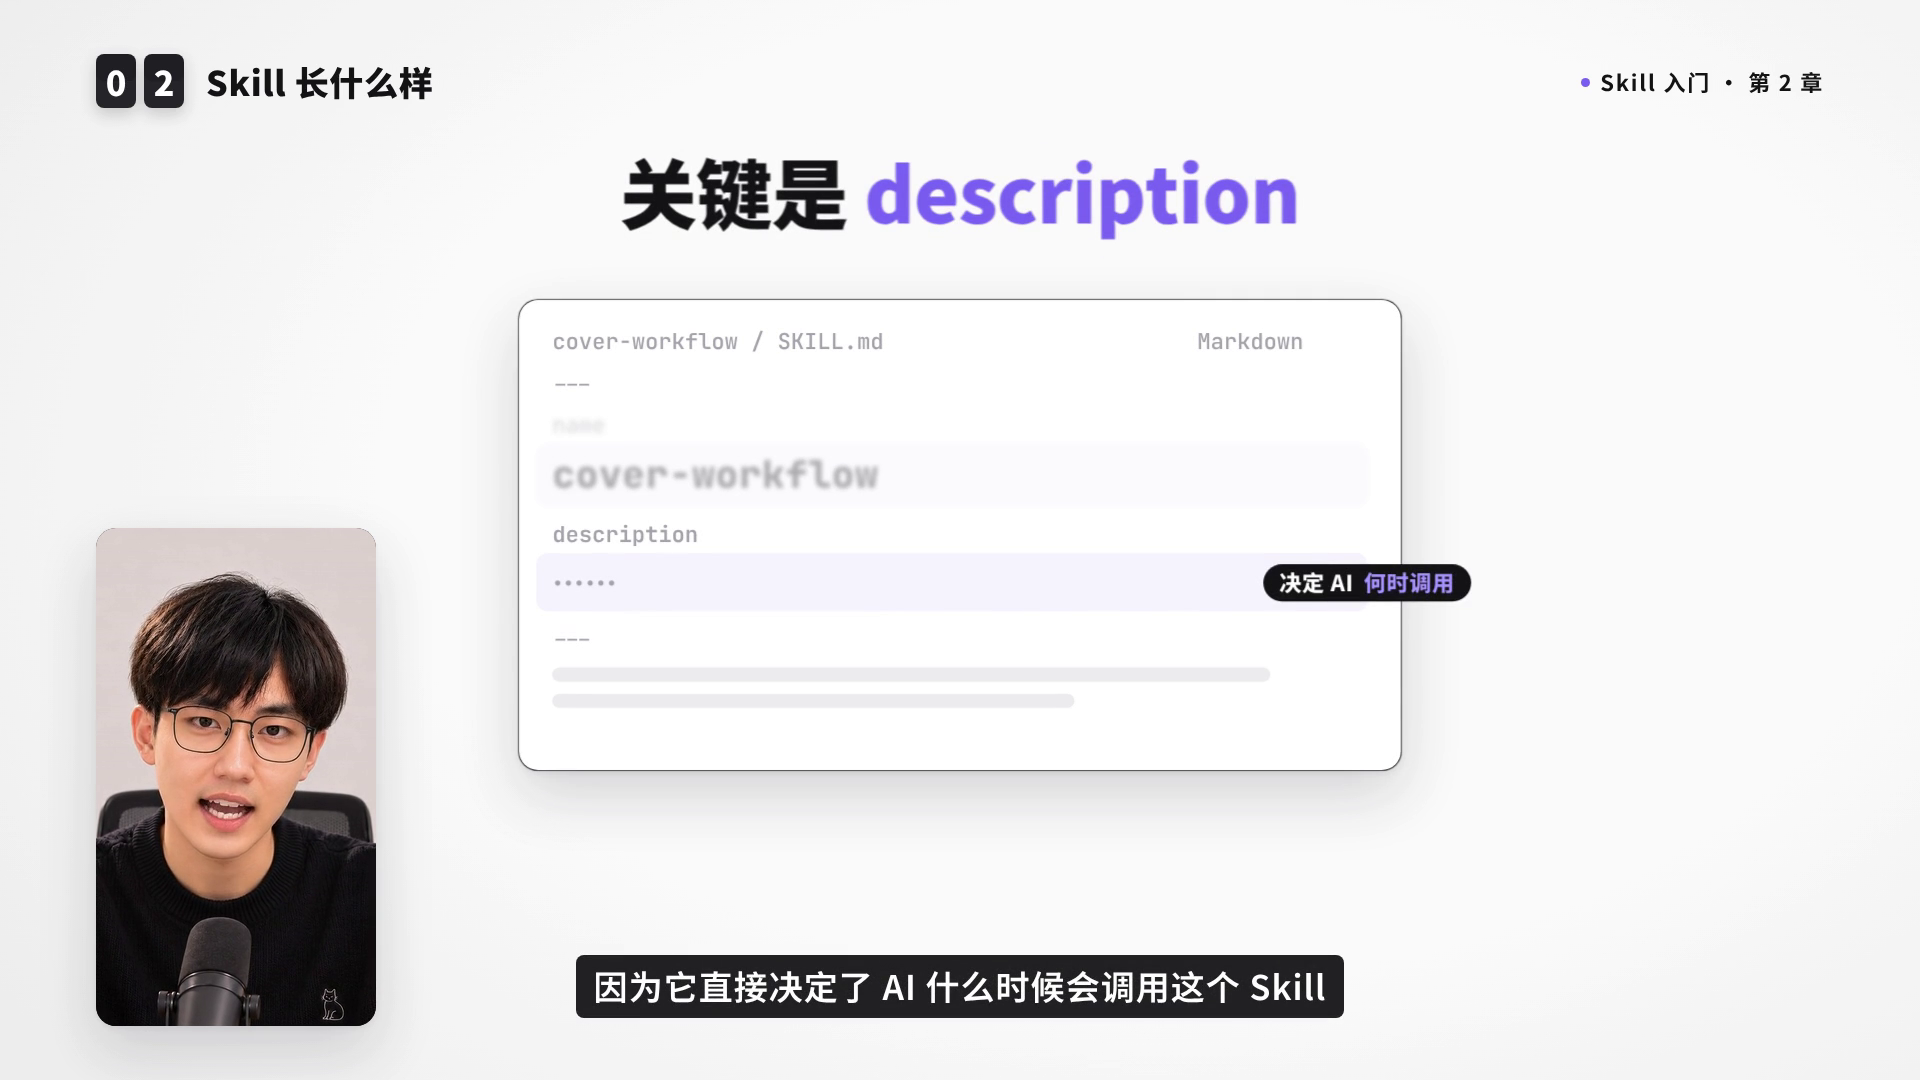 02 Skill 长什么样
Skill 入门 · 第 2 章
关键是 description
cover-workflow / SKILL.md
Markdown
---
name
cover-workflow
description
······
决定 AI 何时调用
---
因为它直接决定了 AI 什么时候会调用这个 Skill